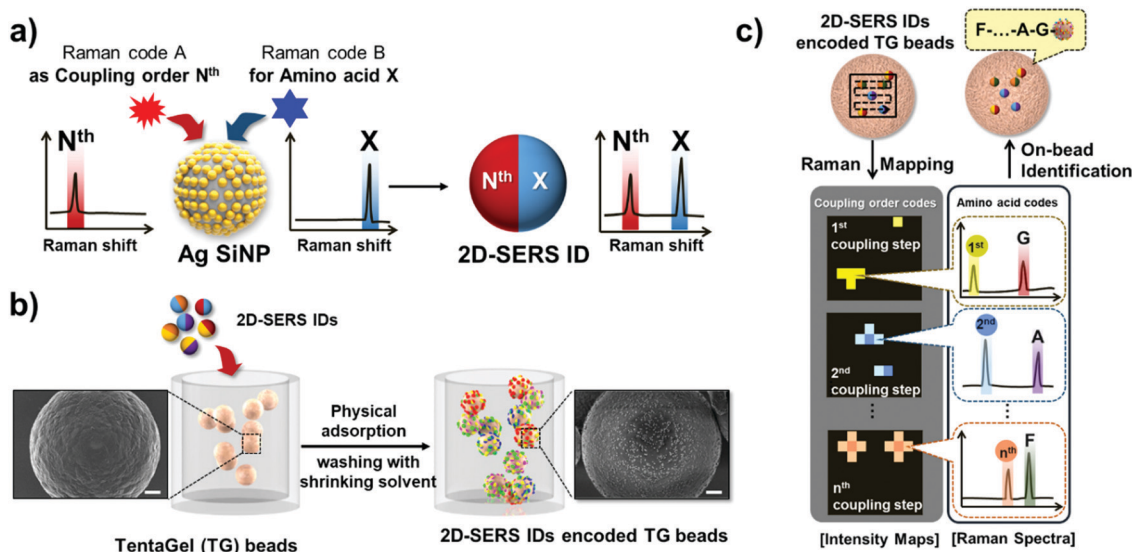 a)
Raman code A
as Coupling order Nth
Raman code B
for Amino acid X
Nth
X
Nth
X
Nth
X
Raman shift
Ag SiNP
Raman shift
2D-SERS ID
Raman shift
b)
2D-SERS IDs
Physical
adsorption
washing with
shrinking solvent
TentaGel (TG) beads
2D-SERS IDs encoded TG beads
c)
2D-SERS IDs
encoded TG beads
F-...-A-G-
Raman
Mapping
On-bead
Identification
Coupling order codes
Amino acid codes
1st
coupling step
1st
G
2nd
coupling step
2nd
A
nth
coupling step
nth
F
[Intensity Maps]
[Raman Spectra]